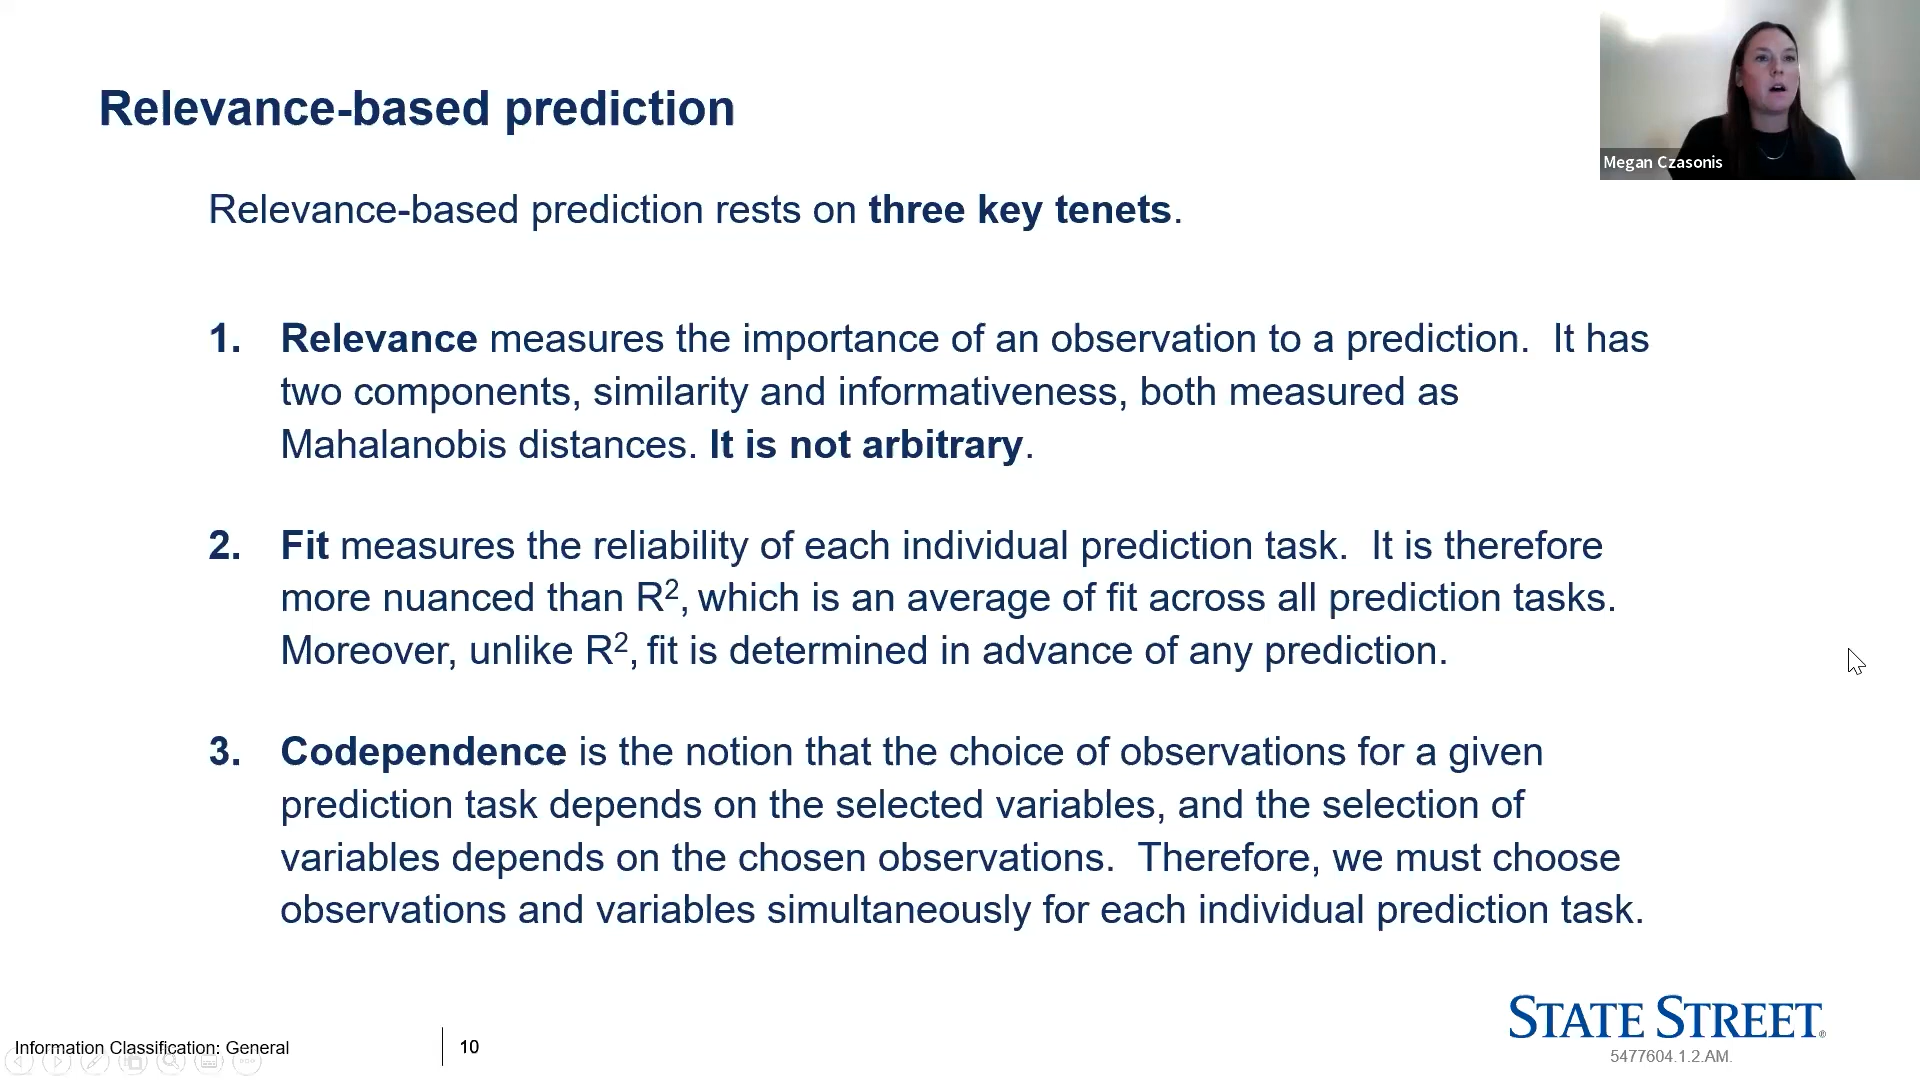 Relevance-based prediction
Megan Czasonis
Relevance-based prediction rests on three key tenets.
1. Relevance measures the importance of an observation to a prediction. It has
two components, similarity and informativeness, both measured as
Mahalanobis distances. It is not arbitrary.
2. Fit measures the reliability of each individual prediction task. It is therefore
more nuanced than R², which is an average of fit across all prediction tasks.
Moreover, unlike R², fit is determined in advance of any prediction.
3. Codependence is the notion that the choice of observations for a given
prediction task depends on the selected variables, and the selection of
variables depends on the chosen observations. Therefore, we must choose
observations and variables simultaneously for each individual prediction task.
STATE STREET®
Information Classification: General
10
5477604.1.2.AM.